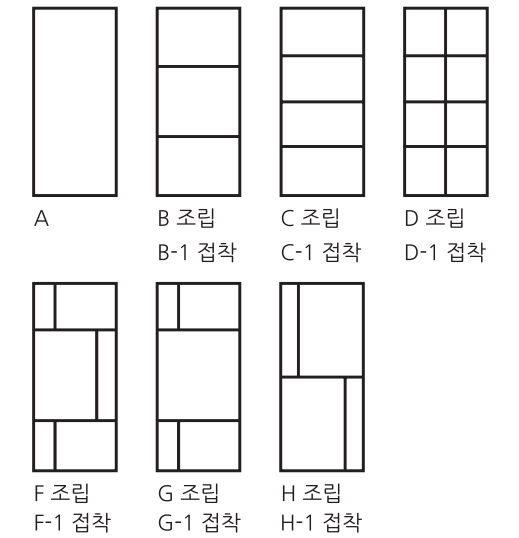 A
B 조립
B-1 접착
C 조립
C-1 접착
D 조립
D-1 접착
F 조립
F-1 접착
G 조립
G-1 접착
H 조립
H-1 접착